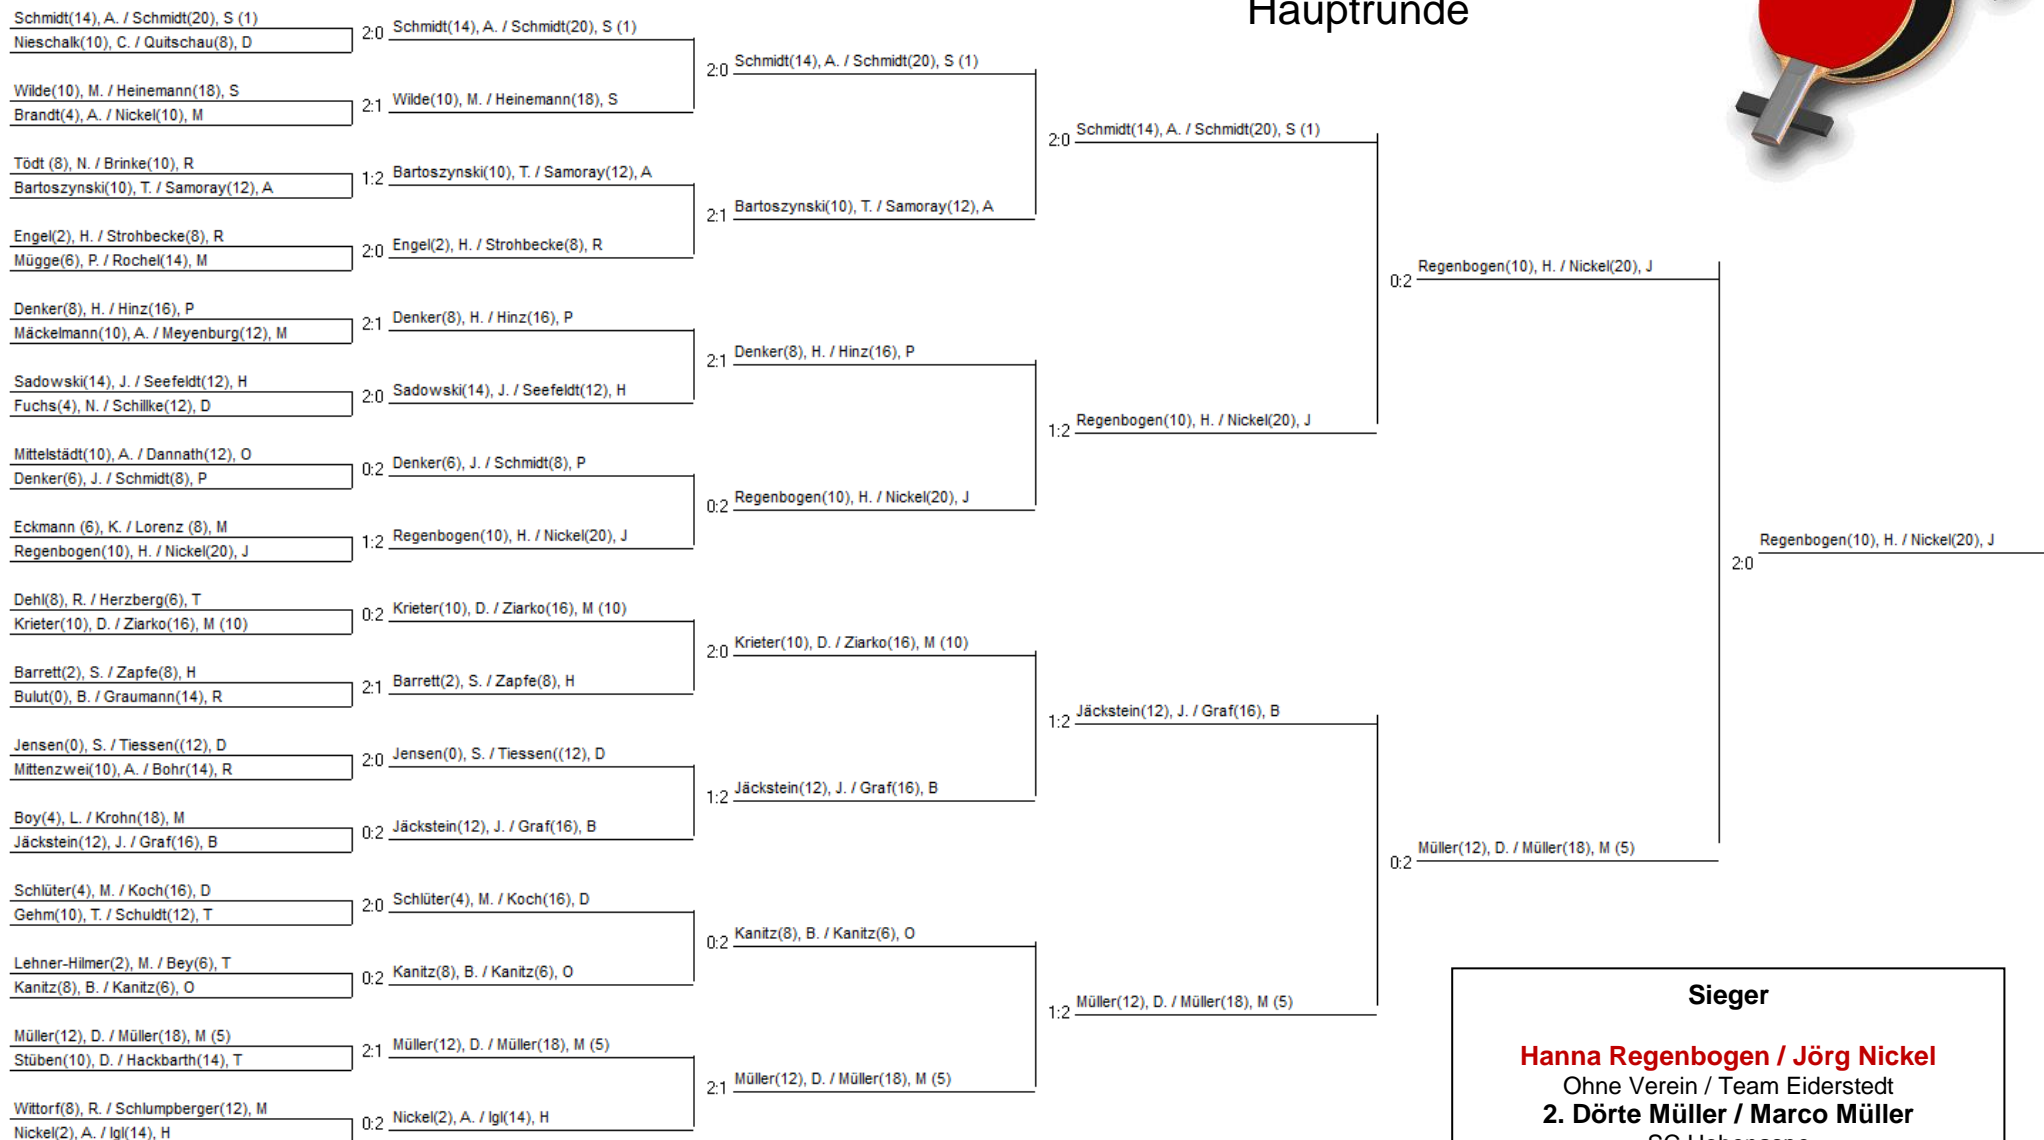 Hauptrunde
Schmidt(14), A. / Schmidt(20), S (1)
Nieschalk(10), C. / Quitschau(8), D
Wilde(10), M. / Heinemann(18), S
Brandt(4), A. / Nickel(10), M
Tödt (8), N. / Brinke(10), R
Bartoszynski(10), T. / Samoray(12), A
Engel(2), H. / Strohbecke(8), R
Mügge(6), P. / Rochel(14), M
Denker(8), H. / Hinz(16), P
Mäckelmann(10), A. / Meyenburg(12), M
Sadowski(14), J. / Seefeldt(12), H
Fuchs(4), N. / Schillke(12), D
Mittelstädt(10), A. / Dannath(12), O
Denker(6), J. / Schmidt(8), P
Eckmann (6), K. / Lorenz (8), M
Regenbogen(10), H. / Nickel(20), J
Dehl(8), R. / Herzberg(6), T
Krieter(10), D. / Ziarko(16), M (10)
Barrett(2), S. / Zapfe(8), H
Bulut(0), B. / Graumann(14), R
Jensen(0), S. / Tiessen((12), D
Mittenzwei(10), A. / Bohr(14), R
Boy(4), L. / Krohn(18), M
Jäckstein(12), J. / Graf(16), B
Schlüter(4), M. / Koch(16), D
Gehm(10), T. / Schuldt(12), T
Lehner-Hilmer(2), M. / Bey(6), T
Kanitz(8), B. / Kanitz(6), O
Müller(12), D. / Müller(18), M (5)
Stüben(10), D. / Hackbarth(14), T
Wittorf(8), R. / Schlumpberger(12), M
Nickel(2), A. / Igl(14), H
2:0 Schmidt(14), A. / Schmidt(20), S (1)
2:1 Wilde(10), M. / Heinemann(18), S
1:2 Bartoszynski(10), T. / Samoray(12), A
2:0 Engel(2), H. / Strohbecke(8), R
2:1 Denker(8), H. / Hinz(16), P
2:0 Sadowski(14), J. / Seefeldt(12), H
0:2 Denker(6), J. / Schmidt(8), P
1:2 Regenbogen(10), H. / Nickel(20), J
0:2 Krieter(10), D. / Ziarko(16), M (10)
2:1 Barrett(2), S. / Zapfe(8), H
2:0 Jensen(0), S. / Tiessen((12), D
0:2 Jäckstein(12), J. / Graf(16), B
2:0 Schlüter(4), M. / Koch(16), D
0:2 Kanitz(8), B. / Kanitz(6), O
2:1 Müller(12), D. / Müller(18), M (5)
0:2 Nickel(2), A. / Igl(14), H
2:0 Schmidt(14), A. / Schmidt(20), S (1)
2:1 Bartoszynski(10), T. / Samoray(12), A
2:1 Denker(8), H. / Hinz(16), P
0:2 Regenbogen(10), H. / Nickel(20), J
2:0 Krieter(10), D. / Ziarko(16), M (10)
1:2 Jäckstein(12), J. / Graf(16), B
0:2 Kanitz(8), B. / Kanitz(6), O
2:1 Müller(12), D. / Müller(18), M (5)
2:0 Schmidt(14), A. / Schmidt(20), S (1)
1:2 Regenbogen(10), H. / Nickel(20), J
1:2 Jäckstein(12), J. / Graf(16), B
1:2 Müller(12), D. / Müller(18), M (5)
0:2 Regenbogen(10), H. / Nickel(20), J
0:2 Müller(12), D. / Müller(18), M (5)
2:0 Regenbogen(10), H. / Nickel(20), J
Sieger
Hanna Regenbogen / Jörg Nickel
Ohne Verein / Team Eiderstedt
2. Dörte Müller / Marco Müller